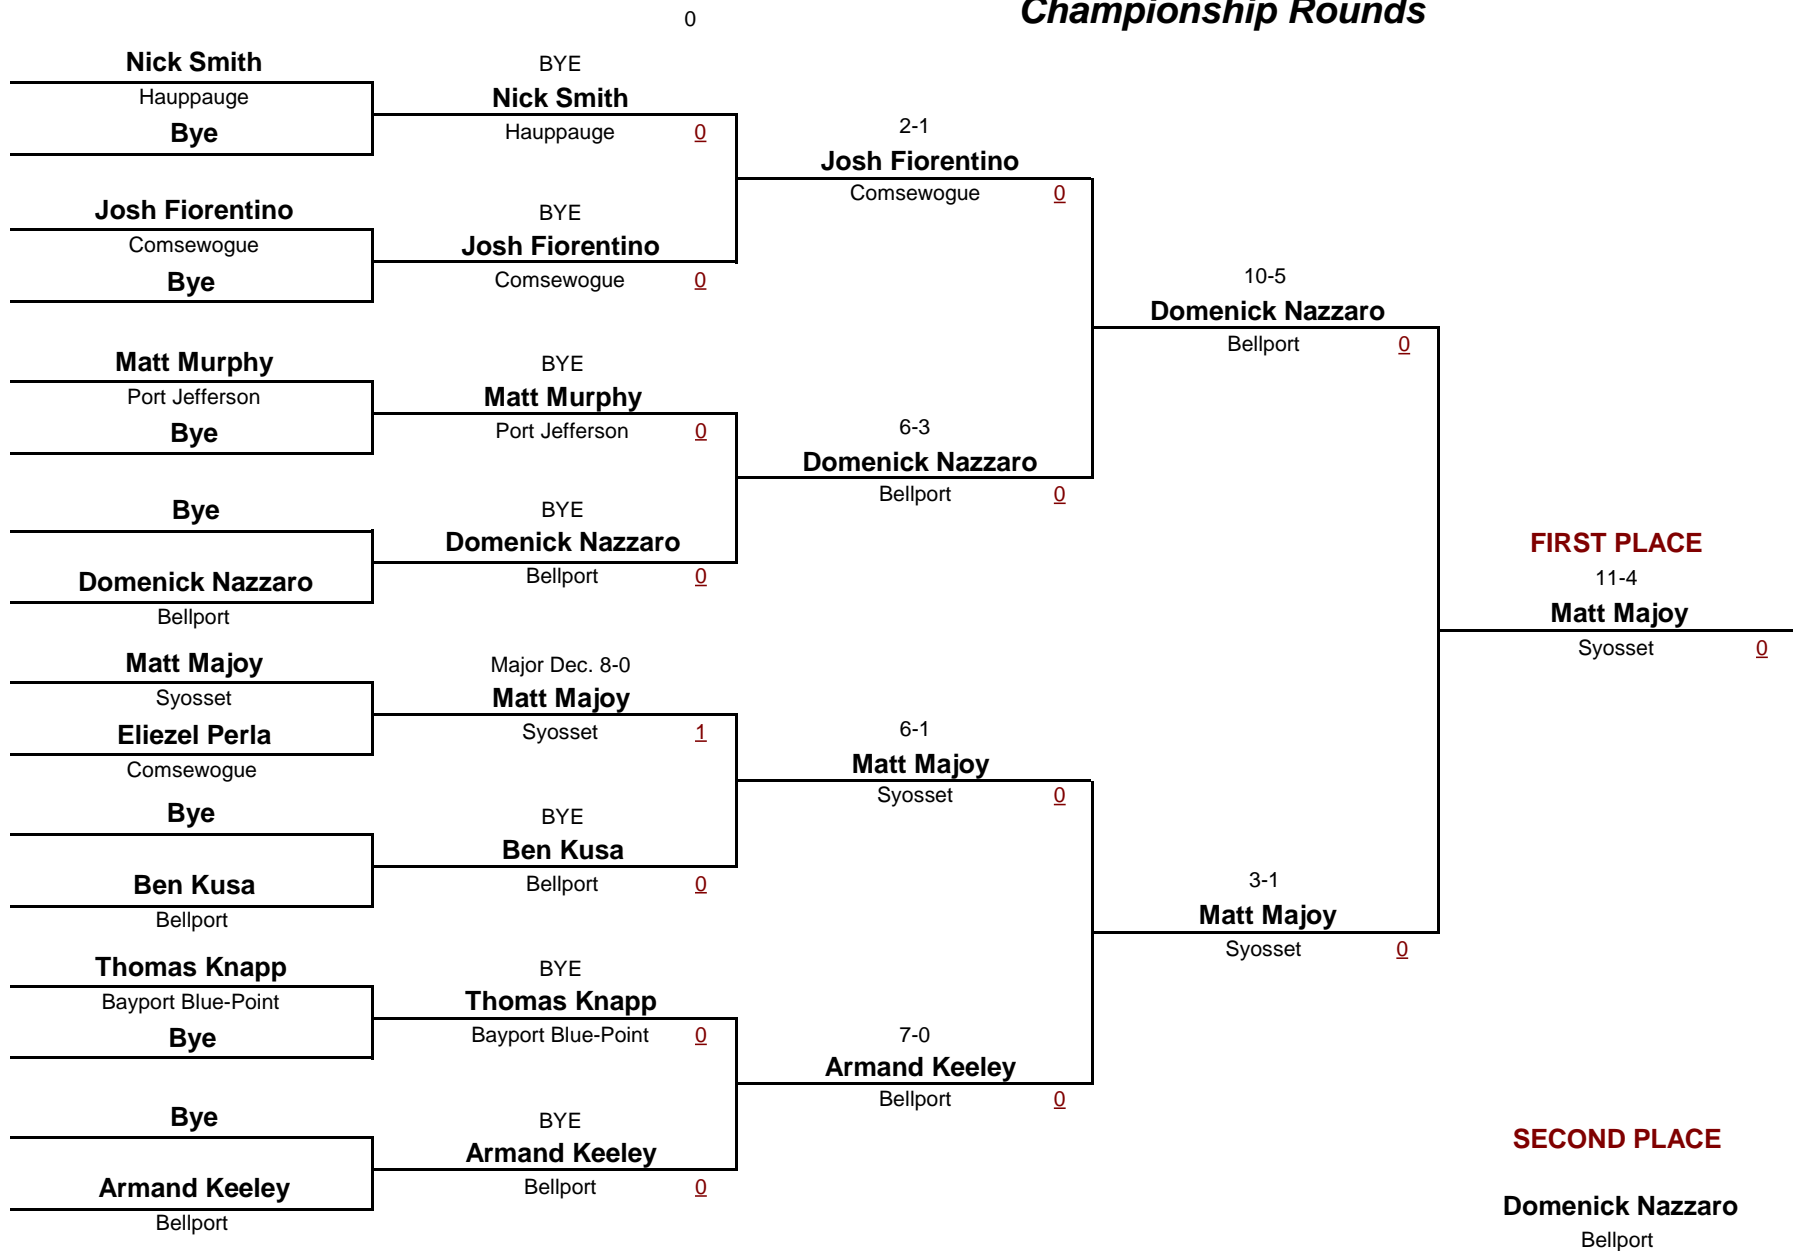 Championship Rounds
0
Nick Smith
Hauppauge
Bye
Josh Fiorentino
Comsewogue
Bye
Matt Murphy
Port Jefferson
Bye
Bye
Domenick Nazzaro
Bellport
Matt Majoy
Syosset
Eliezel Perla
Comsewogue
Bye
Ben Kusa
Bellport
Thomas Knapp
Bayport Blue-Point
Bye
Bye
Armand Keeley
Bellport
BYE
Nick Smith
Hauppauge 0
BYE
Josh Fiorentino
Comsewogue 0
BYE
Matt Murphy
Port Jefferson 0
BYE
Domenick Nazzaro
Bellport 0
Major Dec. 8-0
Matt Majoy
Syosset 1
BYE
Ben Kusa
Bellport 0
BYE
Thomas Knapp
Bayport Blue-Point 0
BYE
Armand Keeley
Bellport 0
2-1
Josh Fiorentino
Comsewogue 0
6-3
Domenick Nazzaro
Bellport 0
6-1
Matt Majoy
Syosset 0
7-0
Armand Keeley
Bellport 0
10-5
Domenick Nazzaro
Bellport 0
3-1
Matt Majoy
Syosset 0
FIRST PLACE
11-4
Matt Majoy
Syosset 0
SECOND PLACE
Domenick Nazzaro
Bellport